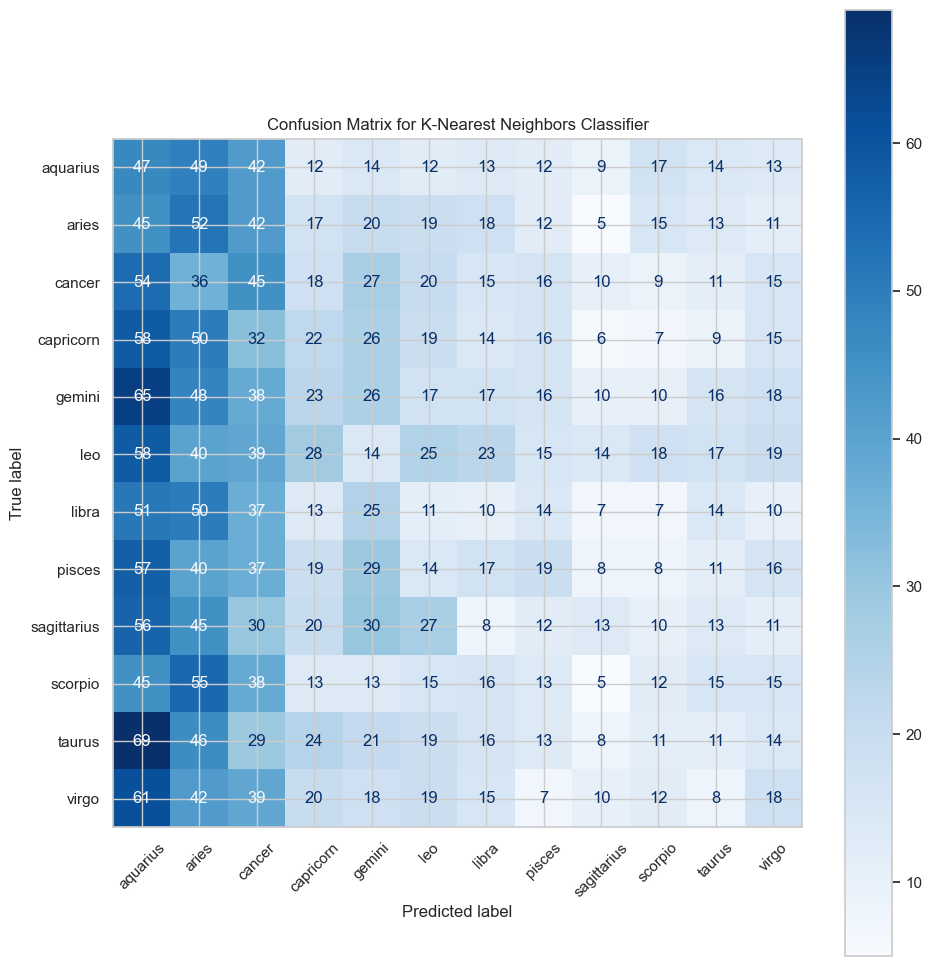 Confusion Matrix for K-Nearest Neighbors Classifier
True label
aquarius 47 49 42 12 14 12 13 12 9 17 14 13
aries 45 52 42 17 20 19 18 12 5 15 13 11
cancer 54 36 45 18 27 20 15 16 10 9 11 15
capricorn 58 50 32 22 26 19 14 16 6 7 9 15
gemini 65 48 38 23 26 17 17 16 10 10 16 18
leo 58 40 39 28 14 25 23 15 14 18 17 19
libra 51 50 37 13 25 11 10 14 7 7 14 10
pisces 57 40 37 19 29 14 17 19 8 8 11 16
sagittarius 56 45 30 20 30 27 8 12 13 10 13 11
scorpio 45 55 38 13 13 15 16 13 5 12 15 15
taurus 69 46 29 24 21 19 16 13 8 11 11 14
virgo 61 42 39 20 18 19 15 7 10 12 8 18
aquarius aries cancer capricorn gemini leo libra pisces sagittarius scorpio taurus virgo
Predicted label
60
50
40
30
20
10